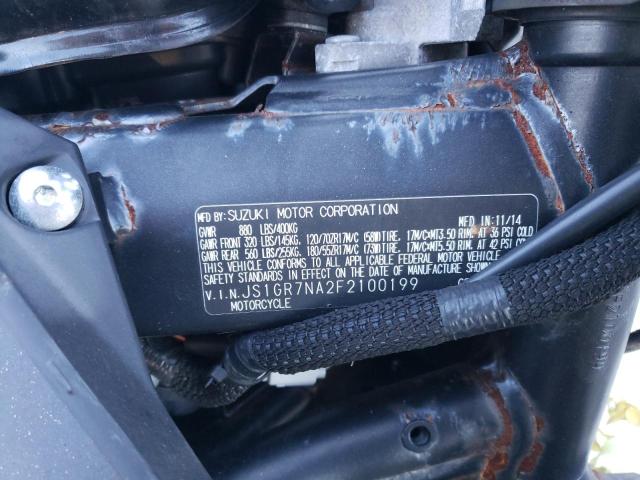 MFD BY: SUZUKI MOTOR CORPORATION MFD IN: 11/14
GVWR 880 LBS/400KG
GAWR FRONT 320 LBS/145KG. 120/70ZR17M/C (58W)TIRE. 17M/C×MT3.50 RIM. AT 36 PSI COLD
GAWR REAR 560 LBS/255KG. 180/55ZR17M/C (73W)TIRE. 17M/C×MT5.50 RIM. AT 42 PSI COLD
THIS VEHICLE CONFORMS TO ALL APPLICABLE FEDERAL MOTOR VEHICLE
SAFETY STANDARDS IN EFFECT ON THE DATE OF MANUFACTURE SHOWN
V.I.N. JS1GR7NA2F2100199
MOTORCYCLE